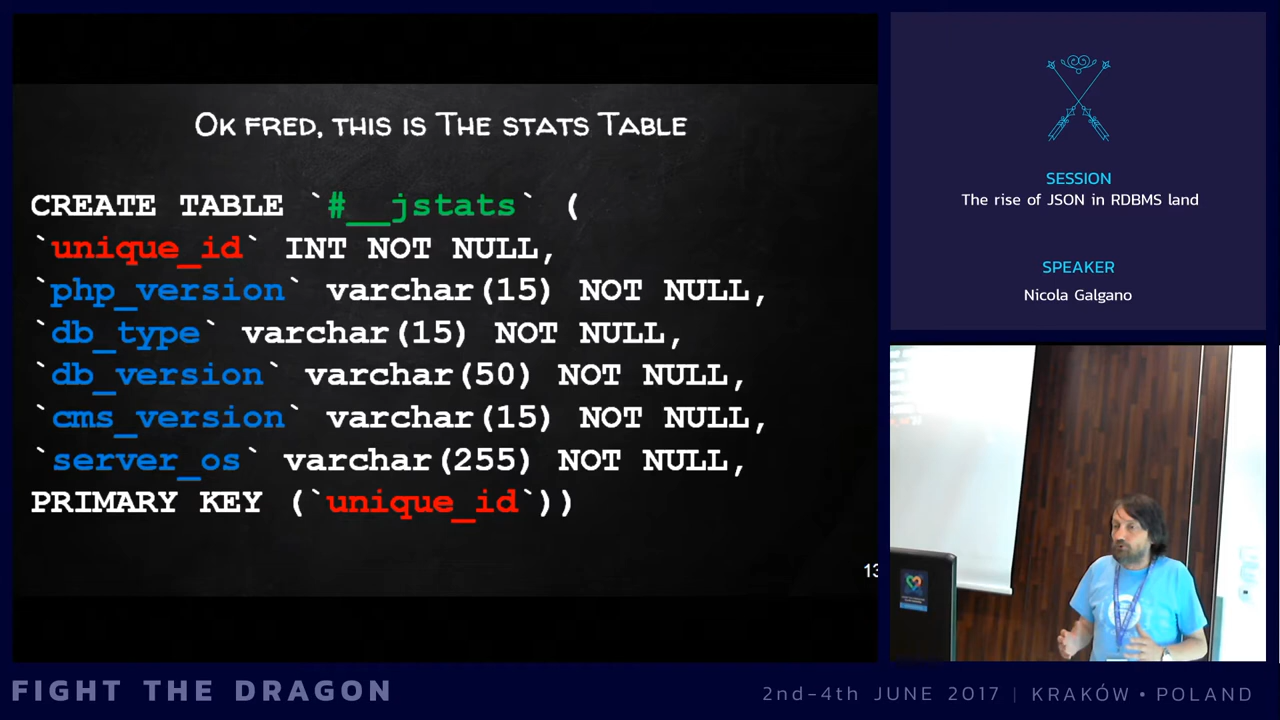 Ok fred, this is The stats Table
CREATE TABLE `#__jstats` (
`unique_id` INT NOT NULL,
`php_version` varchar(15) NOT NULL,
`db_type` varchar(15) NOT NULL,
`db_version` varchar(50) NOT NULL,
`cms_version` varchar(15) NOT NULL,
`server_os` varchar(255) NOT NULL,
PRIMARY KEY (`unique_id`))
13
SESSION
The rise of JSON in RDBMS land
SPEAKER
Nicola Galgano
FIGHT THE DRAGON
2nd-4th JUNE 2017 | KRAKÓW • POLAND